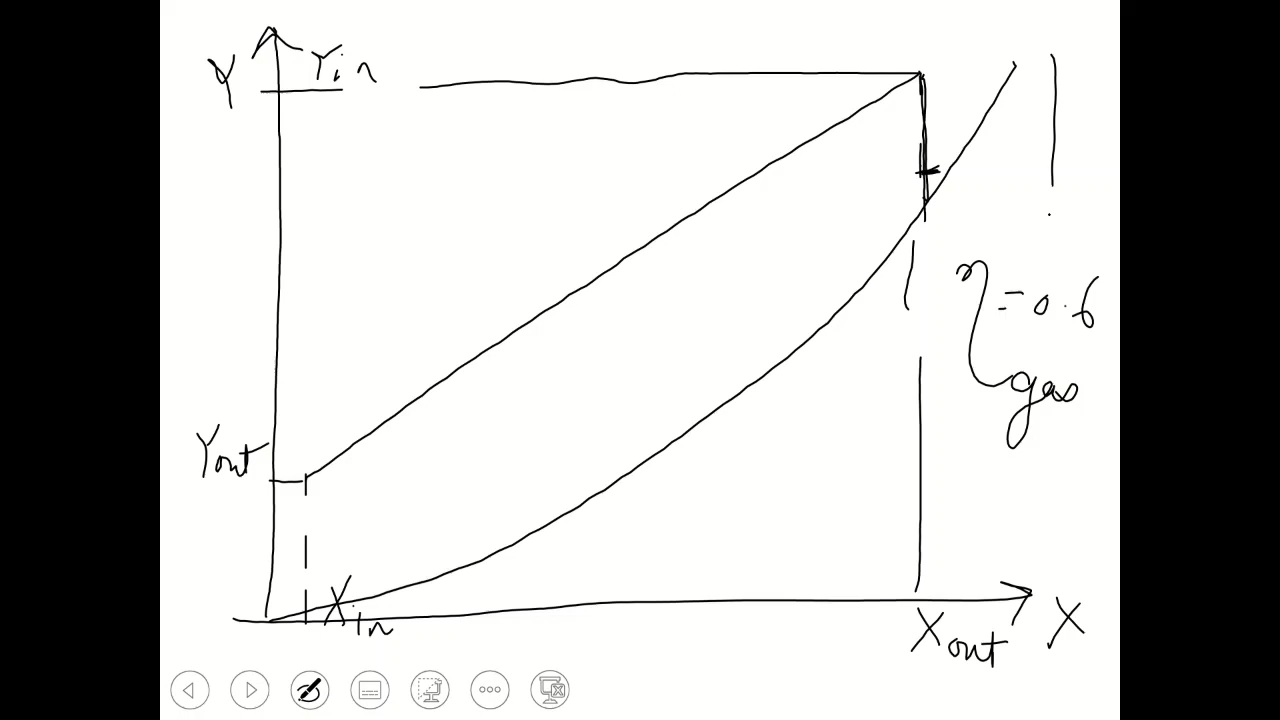 Y
Yin
Yout
Xin
Xout
X
η = 0.6
gas